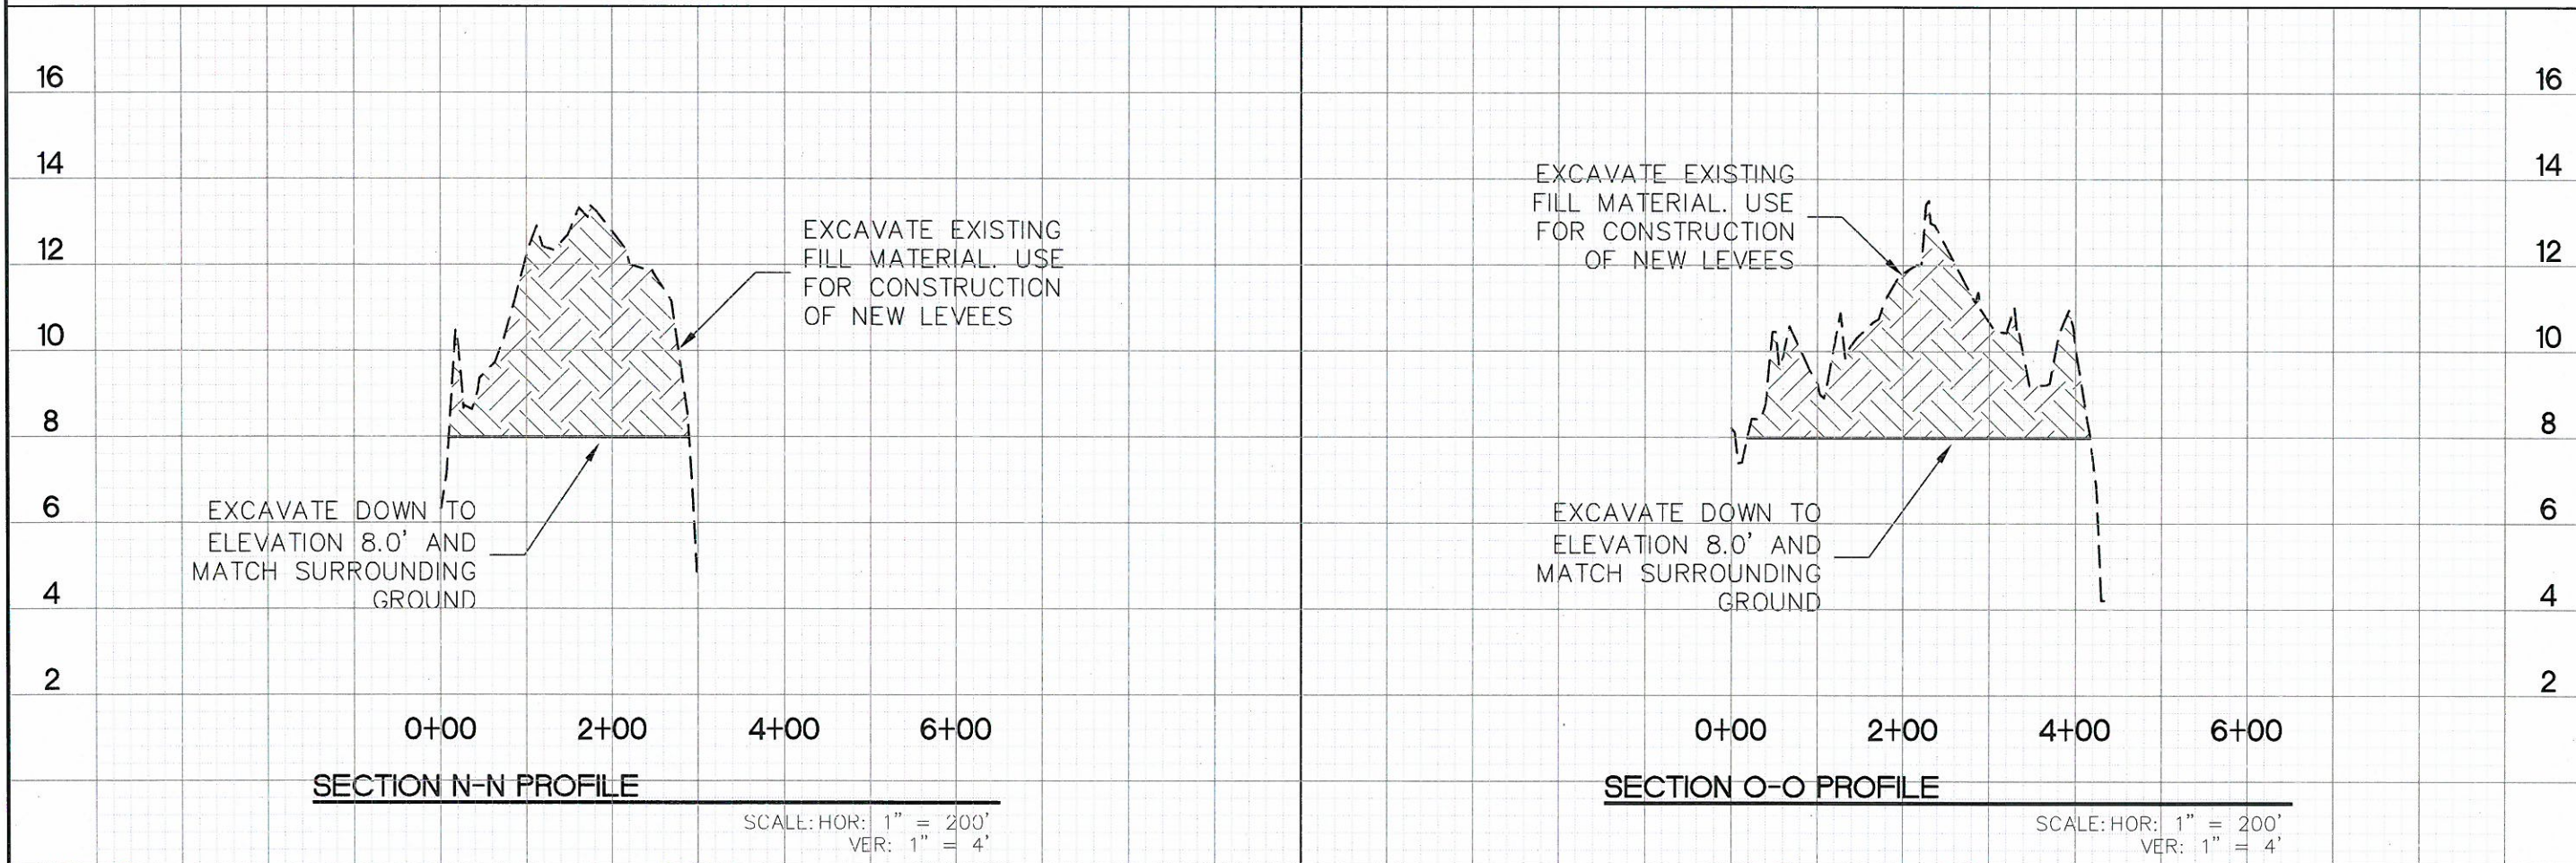 16
14
12
10
8
6
4
2
EXCAVATE EXISTING
FILL MATERIAL. USE
FOR CONSTRUCTION
OF NEW LEVEES
EXCAVATE DOWN TO
ELEVATION 8.0' AND
MATCH SURROUNDING
GROUND
0+00 2+00 4+00 6+00
SECTION N-N PROFILE
SCALE: HOR: 1" = 200'
VER: 1" = 4'
EXCAVATE EXISTING
FILL MATERIAL. USE
FOR CONSTRUCTION
OF NEW LEVEES
EXCAVATE DOWN TO
ELEVATION 8.0' AND
MATCH SURROUNDING
GROUND
0+00 2+00 4+00 6+00
SECTION O-O PROFILE
SCALE: HOR: 1" = 200'
VER: 1" = 4'
16
14
12
10
8
6
4
2